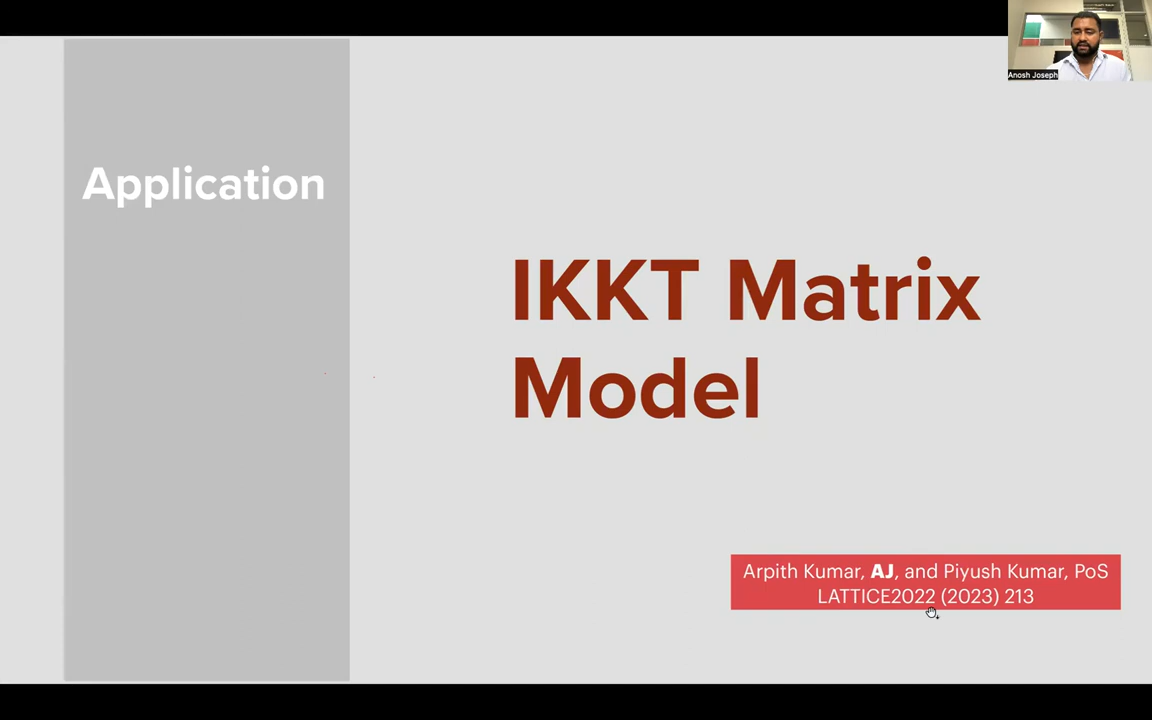 Anosh Joseph
Application
IKKT Matrix
Model
Arpith Kumar, AJ, and Piyush Kumar, PoS
LATTICE2022 (2023) 213